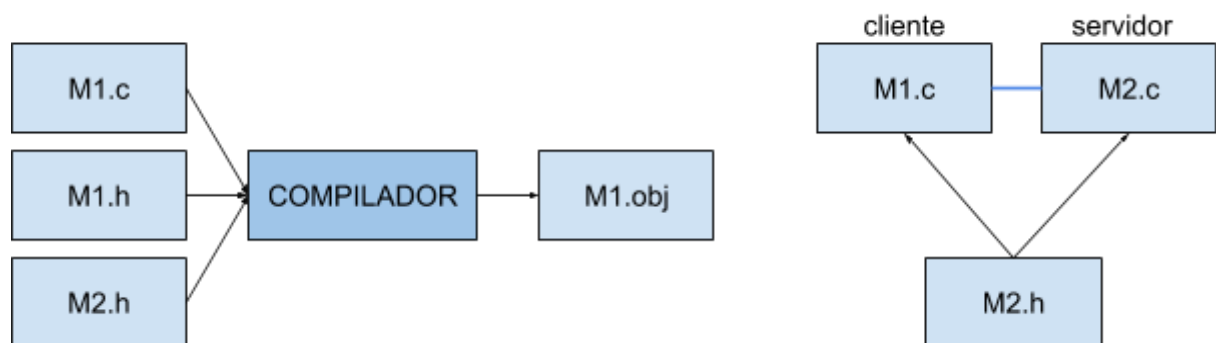 M1.c
M1.h
M2.h
COMPILADOR
M1.obj
cliente
servidor
M1.c
M2.c
M2.h